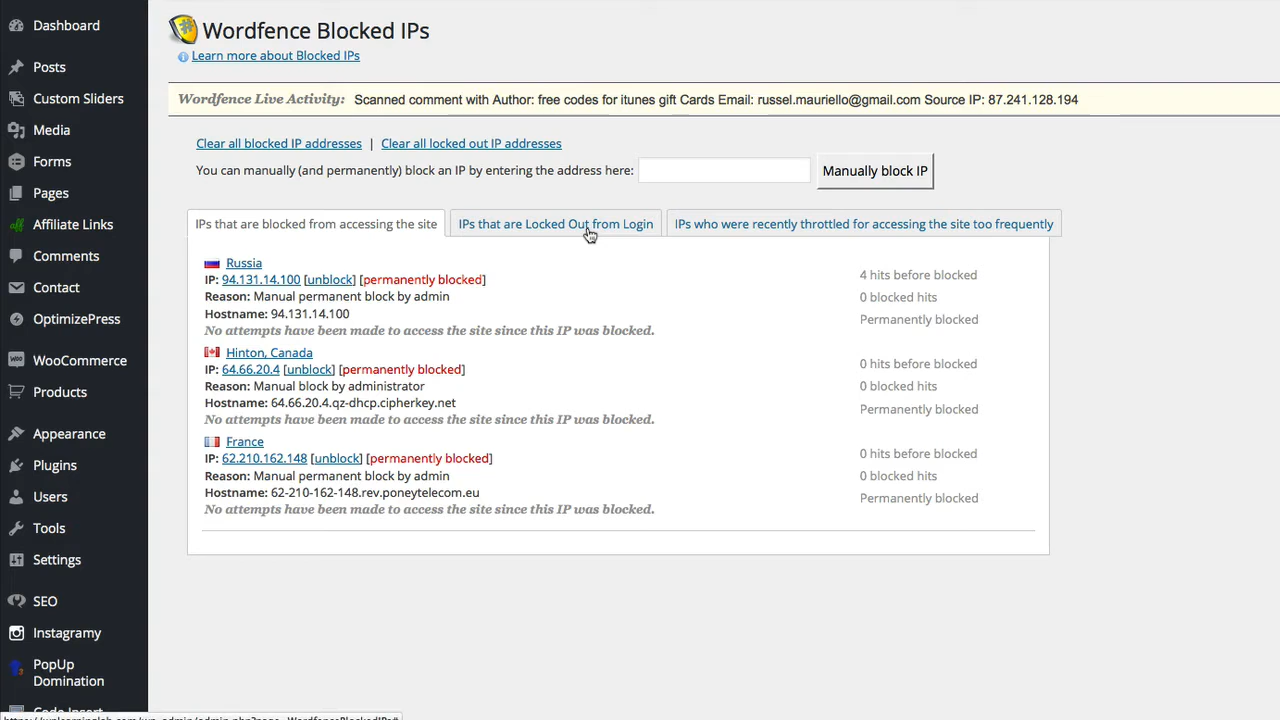 Dashboard
Posts
Custom Sliders
Media
Forms
Pages
Affiliate Links
Comments
Contact
OptimizePress
WooCommerce
Products
Appearance
Plugins
Users
Tools
Settings
SEO
Instagramy
PopUp
Domination
Code Insert
Wordfence Blocked IPs
Learn more about Blocked IPs
Wordfence Live Activity: Scanned comment with Author: free codes for itunes gift Cards Email: russel.mauriello@gmail.com Source IP: 87.241.128.194
Clear all blocked IP addresses | Clear all locked out IP addresses
You can manually (and permanently) block an IP by entering the address here: Manually block IP
IPs that are blocked from accessing the site IPs that are Locked Out from Login IPs who were recently throttled for accessing the site too frequently
Russia
IP: 94.131.14.100 [unblock] [permanently blocked]
Reason: Manual permanent block by admin
Hostname: 94.131.14.100
No attempts have been made to access the site since this IP was blocked.
4 hits before blocked
0 blocked hits
Permanently blocked
Hinton, Canada
IP: 64.66.20.4 [unblock] [permanently blocked]
Reason: Manual block by administrator
Hostname: 64.66.20.4.qz-dhcp.cipherkey.net
No attempts have been made to access the site since this IP was blocked.
0 hits before blocked
0 blocked hits
Permanently blocked
France
IP: 62.210.162.148 [unblock] [permanently blocked]
Reason: Manual permanent block by admin
Hostname: 62-210-162-148.rev.poneytelecom.eu
No attempts have been made to access the site since this IP was blocked.
0 hits before blocked
0 blocked hits
Permanently blocked